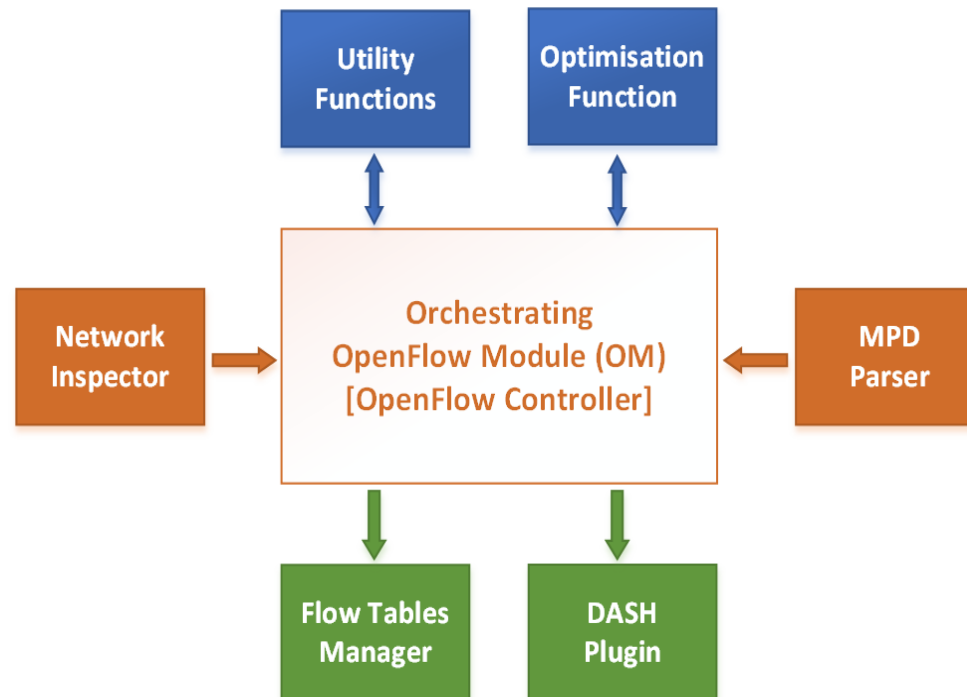 Utility
Functions
Optimisation
Function
Network
Inspector
Orchestrating
OpenFlow Module (OM)
[OpenFlow Controller]
MPD
Parser
Flow Tables
Manager
DASH
Plugin